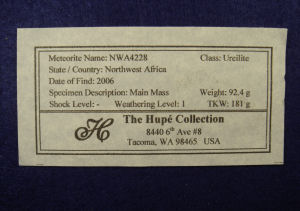 Meteorite Name: NWA4228 Class: Ureilite
State / Country: Northwest Africa
Date of Find: 2006
Specimen Description: Main Mass Weight: 92.4 g
Shock Level: - Weathering Level: 1 TKW: 181 g
H The Hupé Collection
8440 6th Ave #8
Tacoma, WA 98465 USA